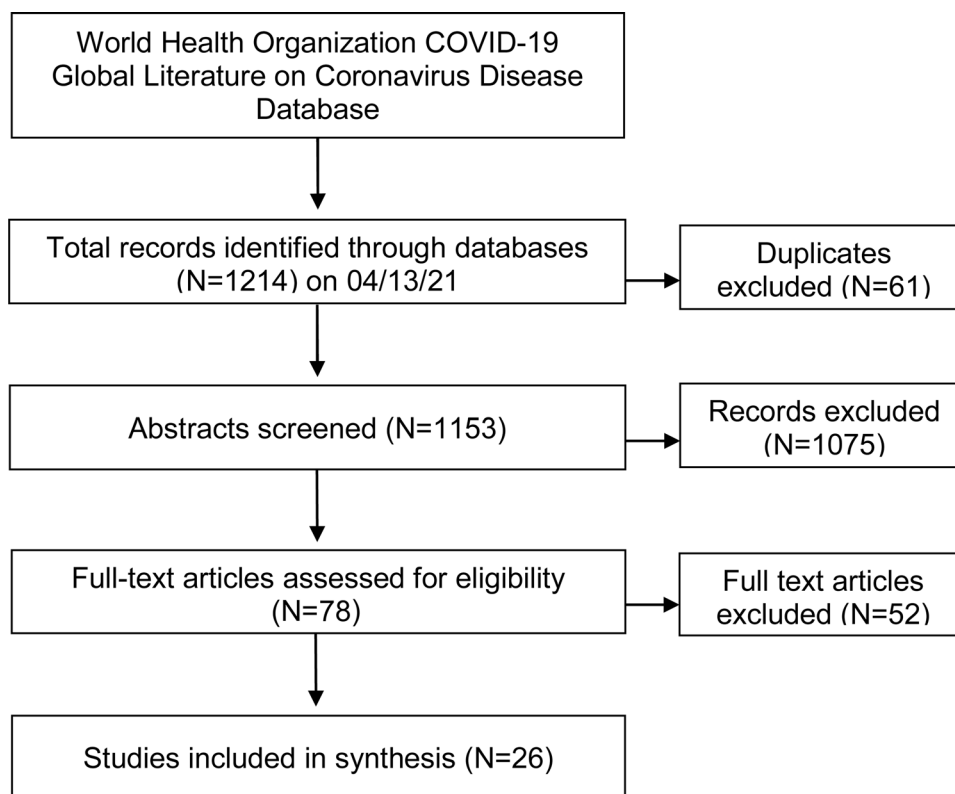 World Health Organization COVID-19
Global Literature on Coronavirus Disease
Database
Total records identified through databases
(N=1214) on 04/13/21
Duplicates
excluded (N=61)
Abstracts screened (N=1153)
Records excluded
(N=1075)
Full-text articles assessed for eligibility
(N=78)
Full text articles
excluded (N=52)
Studies included in synthesis (N=26)